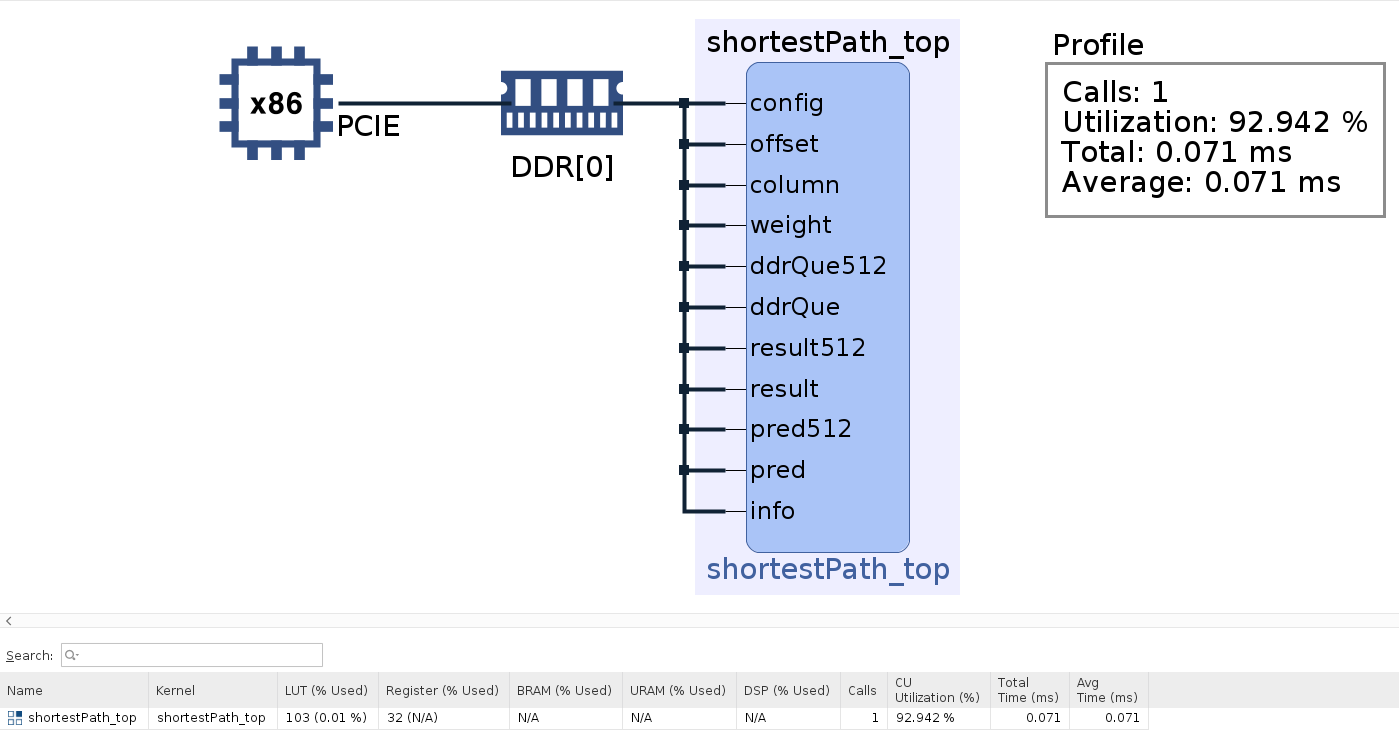 shortestPath_top
Profile
x86
PCIE
DDR[0]
config
offset
column
weight
ddrQue512
ddrQue
result512
result
pred512
pred
info
shortestPath_top
Calls: 1
Utilization: 92.942 %
Total: 0.071 ms
Average: 0.071 ms
Search:
Name Kernel LUT (% Used) Register (% Used) BRAM (% Used) URAM (% Used) DSP (% Used) Calls CU Utilization (%) Total Time (ms) Avg Time (ms)
shortestPath_top shortestPath_top 103 (0.01 %) 32 (N/A) N/A N/A N/A 1 92.942 % 0.071 0.071